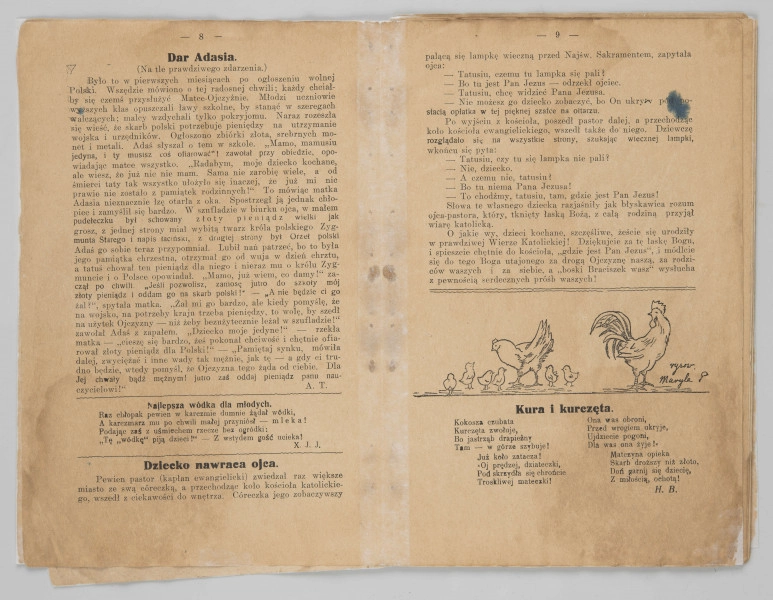 — 8 —
Dar Adasia.
(Na tle prawdziwego zdarzenia.)
Było to w pierwszych miesiącach po ogłoszeniu wolnej
Polski. Wszędzie mówiono o tej radosnej chwili; każdy chciał-
by się czemś przysłużyć Matce-Ojczyźnie. Młodzi uczniowie
wyższych klas opuszczali ławy szkolne, by stanąć w szeregach
walczących; malcy wzdychali tylko pokryjomu. Naraz rozeszła
się wieść, że skarb polski potrzebuje pieniędzy na utrzymanie
wojska i urzędników. Ogłoszono zbiórki złota, srebrnych mo-
net i metali. Adaś słyszał o tem w szkole. „Mamo, mamusiu
jedyna, i ty musisz coś ofiarować“! zawołał przy obiedzie, opo-
wiadając matce wszystko. „Radabym, moje dziecko kochane,
ale wiesz, że już nic nie mam. Sama nie zarobię wiele, a od
śmierci taty tak wszystko ułożyło się inaczej, że już mi nic
prawie nie zostało z pamiątek rodzinnych!“ To mówiąc matka
Adasia nieznacznie łzę otarła z oka. Spostrzegł ją jednak chło-
piec i zamyślił się bardzo. W szufladzie w biurku ojca, w małem
pudełeczku był schowany złoty pieniądz wielki jak
grosz, z jednej strony miał wybitą twarz króla polskiego Zyg-
munta Starego i napis łaciński, z drugiej strony był Orzeł polski
Adaś go sobie teraz przypomniał. Lubił nań patrzeć, bo to była
jego pamiątka chrzestna, otrzymał go od wuja w dzień chrztu,
a tatuś chował ten pieniądz dla niego i nieraz mu o królu Zyg-
muncie i o Polsce opowiadał. „Mamo, już wiem, co damy!“ za-
czął po chwili. „Jeśli pozwolisz, zaniosę jutro do szkoły mój
złoty pieniądz i oddam go na skarb polski!“ — „A nie będzie ci go
żal?“, spytała matka. „Żal mi go bardzo, ale kiedy pomyślę, że
na wojsko, na potrzeby kraju trzeba pieniędzy, to wolę, by szedł
na użytek Ojczyzny — niż żeby bezużytecznie leżał w szufladzie!“
zawołał Adaś z zapałem. „Dziecko moje jedyne!“ — rzekła
matka — „cieszę się bardzo, żeś pokonał chciwość i chętnie ofia-
rował złoty pieniądz dla Polski!“ — „Pamiętaj synku, mówiła
dalej, zwyciężać i inne wady tak mężnie, jak tę — a gdy ci tru-
dno będzie, wtedy pomyśl, że Ojczyzna tego żąda od ciebie. Dla
Jej chwały bądź mężnym! jutro zaś oddaj pieniądz panu nau-
czycielowi!“ A. T.
Najlepsza wódka dla młodych.
Raz chłopak pewien w karczmie dumnie żądał wódki,
A karczmarz mu po chwili małej przyniósł — mleka!
Podając zaś z uśmiechem rzecze bez ogródki:
„Tę „wódkę“ piją dzieci!“ — Z wstydem gość ucieka!
X. J. J.
Dziecko nawraca ojca.
Pewien pastor (kapłan ewangielicki) zwiedzał raz większe
miasto ze swą córeczką, a przechodząc koło kościoła katolickie-
go, wszedł z ciekawości do wnętrza. Córeczka jego zobaczywszy
— 9 —
palącą się lampkę wieczną przed Najśw. Sakramentem, zapytała
ojca:
— Tatusiu, czemu tu lampka się pali?
— Bo tu jest Pan Jezus — odrzekł ojciec.
— Tatusiu, chcę widzieć Pana Jezusa.
— Nie możesz go dziecko zobaczyć, bo On ukryty
stacią opłatka w tej pięknej szafce na ołtarzu.
Po wyjściu z kościoła, poszedł pastor dalej, a przechodząc
koło kościoła ewangielickiego, wszedł także do niego. Dziewczę
rozglądało się na wszystkie strony, szukając wiecznej lampki,
wkońcu się pyta:
— Tatusiu, czy tu się lampka nie pali?
— Nie, dziecko.
— A czemu nie, tatusiu?
— Bo tu niema Pana Jezusa!
— To chodźmy, tatusiu, tam, gdzie jest Pan Jezus!
Słowa te własnego dziecka rozjaśniły jak błyskawica rozum
ojca-pastora, który, tknięty łaską Bożą, z całą rodziną przyjął
wiarę katolicką.
O jakie wy, dzieci kochane, szczęśliwe, żeście się urodziły
w prawdziwej Wierze Katolickiej! Dziękujcie za tę łaskę Bogu,
i spieszcie chętnie do kościoła, „gdzie jest Pan Jezus“, i módlcie
się do tego Boga utajonego za drogą Ojczyznę naszą, za rodzi-
ców waszych i za siebie, a „boski Braciszek wasz“ wysłucha
z pewnością serdecznych próśb waszych!
rysow.
Maryla P
Kura i kurczęta.
Kokosza czubata
Kurczęta zwołuje,
Bo jastrząb drapieżny
Tam — w górze szybuje!
Już koło zatacza!
„Oj prędzej, dziateczki,
Pod skrzydła się chrońcie
Troskliwej mateczki!
Ona was obroni,
Przed wrogiem ukryje,
Ujdziecie pogoni,
Dla was ona żyje!“
Matczyna opieka
Skarb droższy niż złoto,
Doń garnij się dziecię,
Z miłością, ochotą!
H. B.